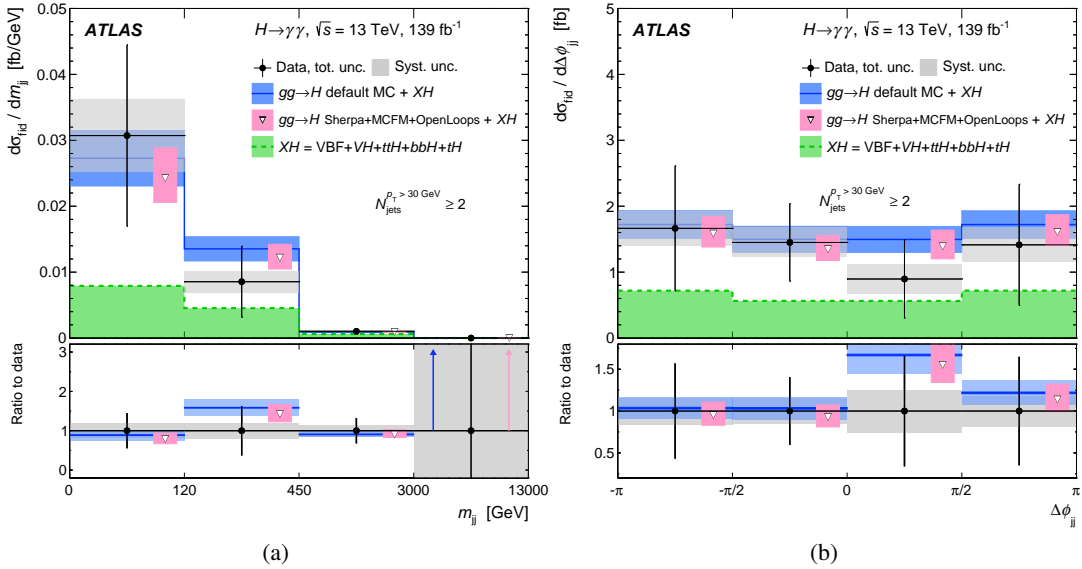 ATLAS
H→γγ, √s = 13 TeV, 139 fb⁻¹
Data, tot. unc. Syst. unc.
gg→H default MC + XH
gg→H Sherpa+MCFM+OpenLoops + XH
XH = VBF+VH+ttH+bbH+tH
N_jets^{p_T > 30 GeV} ≥ 2
dσ_fid / dm_jj [fb/GeV]
0.05
0.04
0.03
0.02
0.01
0
Ratio to data
3
2
1
0
0 120 450 3000 13000
m_jj [GeV]
(a)
ATLAS
H→γγ, √s = 13 TeV, 139 fb⁻¹
Data, tot. unc. Syst. unc.
gg→H default MC + XH
gg→H Sherpa+MCFM+OpenLoops + XH
XH = VBF+VH+ttH+bbH+tH
N_jets^{p_T > 30 GeV} ≥ 2
dσ_fid / dΔϕ_jj [fb]
5
4
3
2
1
0
Ratio to data
1.5
1
0.5
-π -π/2 0 π/2 π
Δϕ_jj
(b)